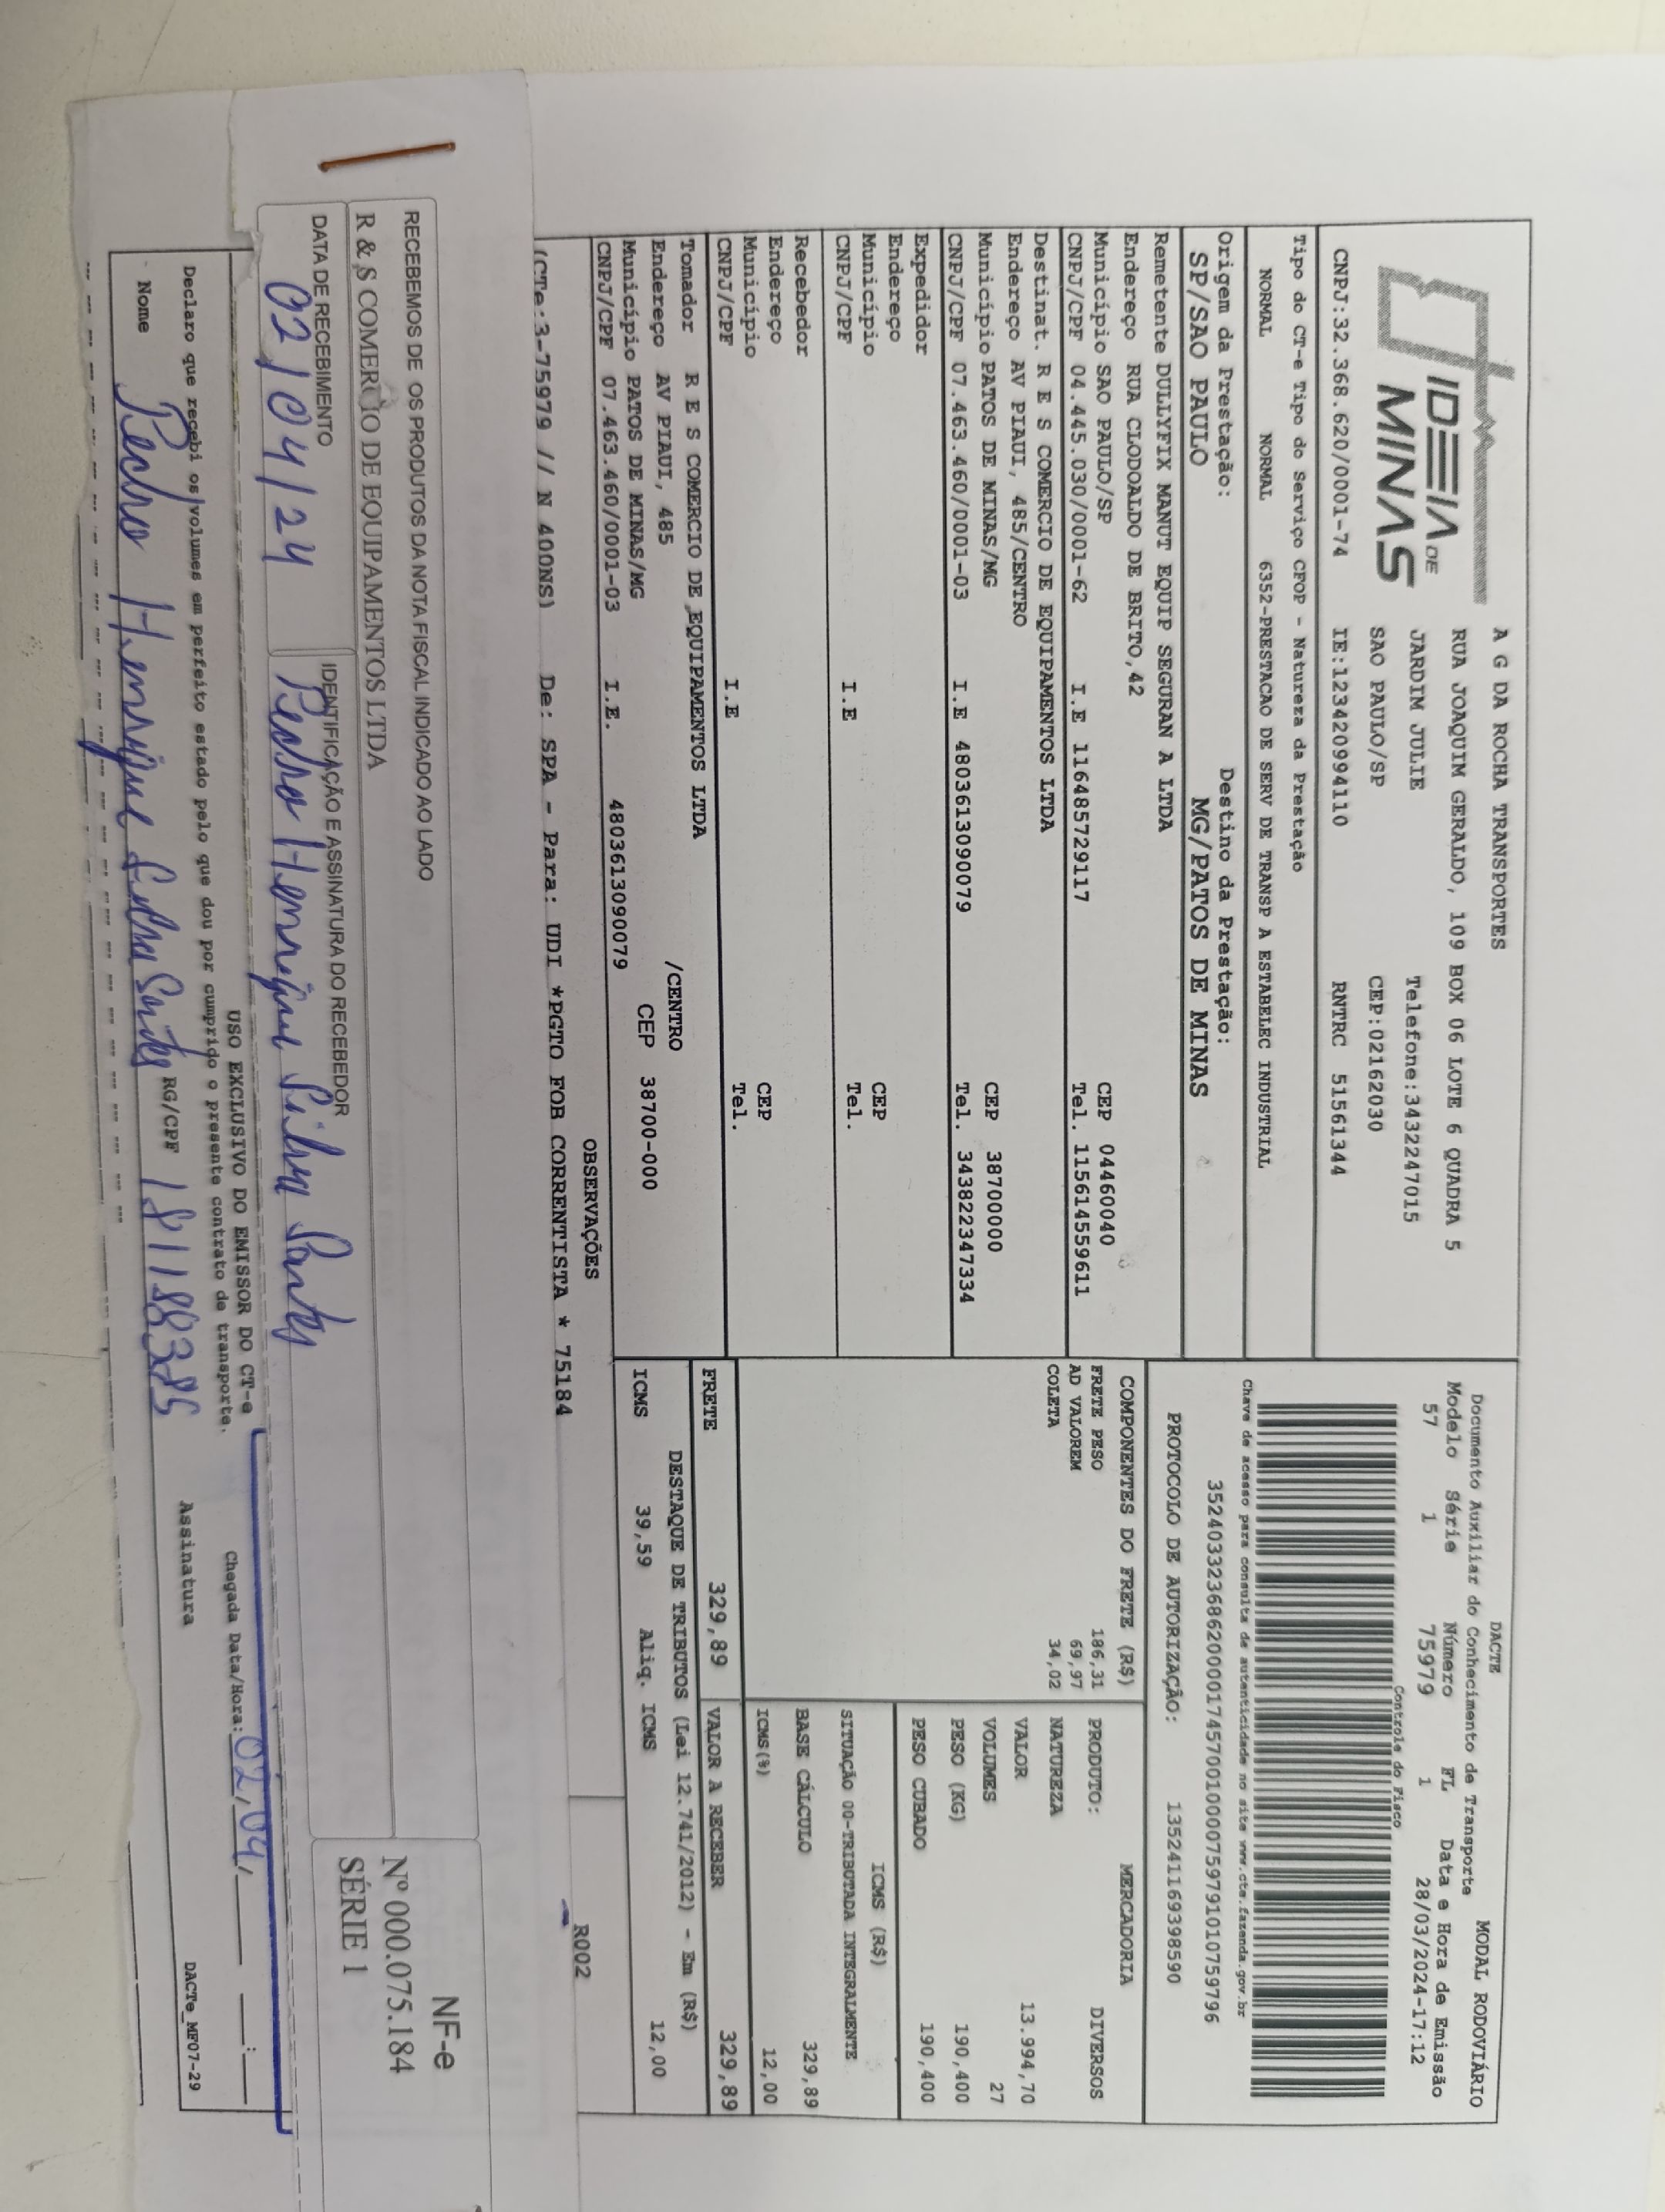 IDEIA DE
MINAS
A G DA ROCHA TRANSPORTES
RUA JOAQUIM GERALDO, 109 BOX 06 LOTE 6 QUADRA 5
JARDIM JULIE Telefone:3432247015
SAO PAULO/SP CEP:02162030
CNPJ:32.368.620/0001-74 IE:123420994110 RNTRC 51561344
Tipo do CT-e Tipo do Serviço CFOP - Natureza da Prestação
NORMAL NORMAL 6352-PRESTACAO DE SERV DE TRANSP A ESTABELEC INDUSTRIAL
Origem da Prestação: Destino da Prestação:
SP/SAO PAULO MG/PATOS DE MINAS
Remetente DULLYFIX MANUT EQUIP SEGURAN A LTDA
Endereço RUA CLODOALDO DE BRITO,42
Município SAO PAULO/SP CEP 04460040
CNPJ/CPF 04.445.030/0001-62 I.E 116485729117 Tel. 115614559611
Destinat. R E S COMERCIO DE EQUIPAMENTOS LTDA
Endereço AV PIAUI, 485/CENTRO
Município PATOS DE MINAS/MG CEP 38700000
CNPJ/CPF 07.463.460/0001-03 I.E 4803613090079 Tel. 343822347334
Expedidor
Endereço
Município CEP
CNPJ/CPF I.E Tel.
Recebedor
Endereço
Município CEP
CNPJ/CPF I.E Tel.
Tomador R E S COMERCIO DE EQUIPAMENTOS LTDA
Endereço AV PIAUI, 485 /CENTRO
Município PATOS DE MINAS/MG CEP 38700-000
CNPJ/CPF 07.463.460/0001-03 I.E. 4803613090079
DACTE MODAL RODOVIÁRIO
Documento Auxiliar do Conhecimento de Transporte
Modelo Série Número FL Data e Hora de Emissão
57 1 75979 1 28/03/2024-17:12
Controle do Fisco
Chave de acesso para consulta de autenticidade no site www.cte.fazenda.gov.br
35240332368620000174570010000759791010759796
PROTOCOLO DE AUTORIZAÇÃO: 135241169398590
COMPONENTES DO FRETE (R$)
FRETE PESO 186,31
AD VALOREM 69,97
COLETA 34,02
MERCADORIA
PRODUTO: DIVERSOS
NATUREZA
VALOR 13.994,70
VOLUMES 27
PESO (KG) 190,400
PESO CUBADO 190,400
ICMS (R$)
SITUAÇÃO 00-TRIBUTADA INTEGRALMENTE
BASE CÁLCULO 329,89
ICMS(%) 12,00
FRETE 329,89 VALOR A RECEBER 329,89
DESTAQUE DE TRIBUTOS (Lei 12.741/2012) - Em (R$)
ICMS 39,59 Aliq. ICMS 12,00
OBSERVAÇÕES
R002
(CTe:3-75979 // N 400NS) De: SPA - Para: UDI *PGTO FOB CORRENTISTA * 75184
RECEBEMOS DE OS PRODUTOS DA NOTA FISCAL INDICADO AO LADO
R & S COMERCIO DE EQUIPAMENTOS LTDA
DATA DE RECEBIMENTO IDENTIFICAÇÃO E ASSINATURA DO RECEBEDOR
02/04/24 Pedro Henrique Silva Santos
NF-e
Nº 000.075.184
SÉRIE 1
USO EXCLUSIVO DO EMISSOR DO CT-e
Declaro que recebi os volumes em perfeito estado pelo que dou por cumprido o presente contrato de transporte.
Chegada Data/Hora: 02/04/ :
Nome Pedro Henrique Silva Santos RG/CPF Assinatura
DACTe_MF07-29